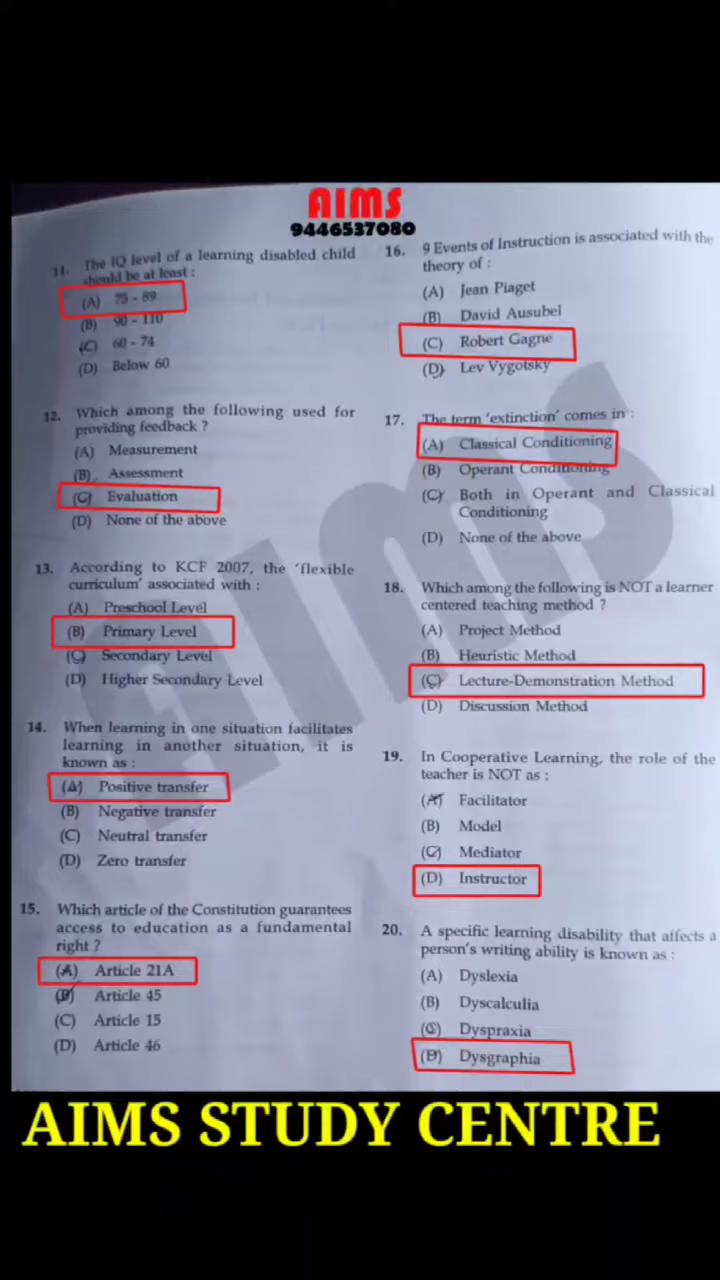 AIMS
9446537080
11. The IQ level of a learning disabled child
should be at least :
(A) 75 - 89
(B) 90 - 110
(C) 60 - 74
(D) Below 60
12. Which among the following used for
providing feedback ?
(A) Measurement
(B) Assessment
(C) Evaluation
(D) None of the above
13. According to KCF 2007, the 'flexible
curriculum' associated with :
(A) Preschool Level
(B) Primary Level
(C) Secondary Level
(D) Higher Secondary Level
14. When learning in one situation facilitates
learning in another situation, it is
known as :
(A) Positive transfer
(B) Negative transfer
(C) Neutral transfer
(D) Zero transfer
15. Which article of the Constitution guarantees
access to education as a fundamental
right ?
(A) Article 21A
(B) Article 45
(C) Article 15
(D) Article 46
16. 9 Events of Instruction is associated with the
theory of :
(A) Jean Piaget
(B) David Ausubel
(C) Robert Gagne
(D) Lev Vygotsky
17. The term 'extinction' comes in :
(A) Classical Conditioning
(B) Operant Conditioning
(C) Both in Operant and Classical
Conditioning
(D) None of the above
18. Which among the following is NOT a learner
centered teaching method ?
(A) Project Method
(B) Heuristic Method
(C) Lecture-Demonstration Method
(D) Discussion Method
19. In Cooperative Learning, the role of the
teacher is NOT as :
(A) Facilitator
(B) Model
(C) Mediator
(D) Instructor
20. A specific learning disability that affects a
person's writing ability is known as :
(A) Dyslexia
(B) Dyscalculia
(C) Dyspraxia
(D) Dysgraphia
AIMS
AIMS STUDY CENTRE